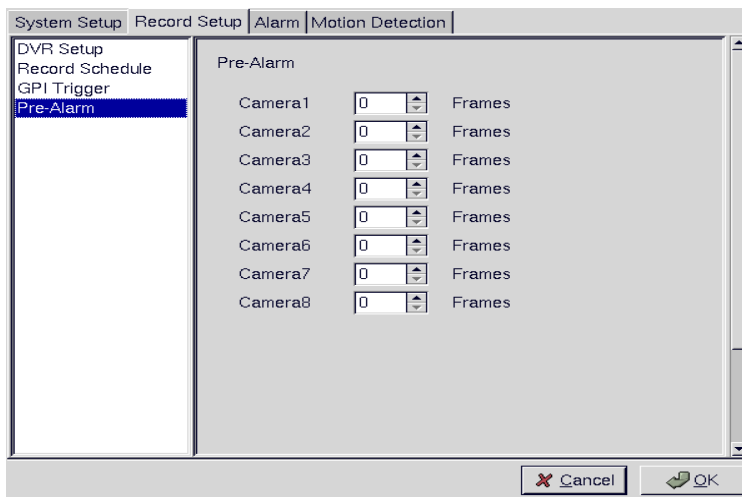 System Setup Record Setup Alarm Motion Detection
DVR Setup
Record Schedule
GPI Trigger
Pre-Alarm
Pre-Alarm
Camera1 0 Frames
Camera2 0 Frames
Camera3 0 Frames
Camera4 0 Frames
Camera5 0 Frames
Camera6 0 Frames
Camera7 0 Frames
Camera8 0 Frames
Cancel OK